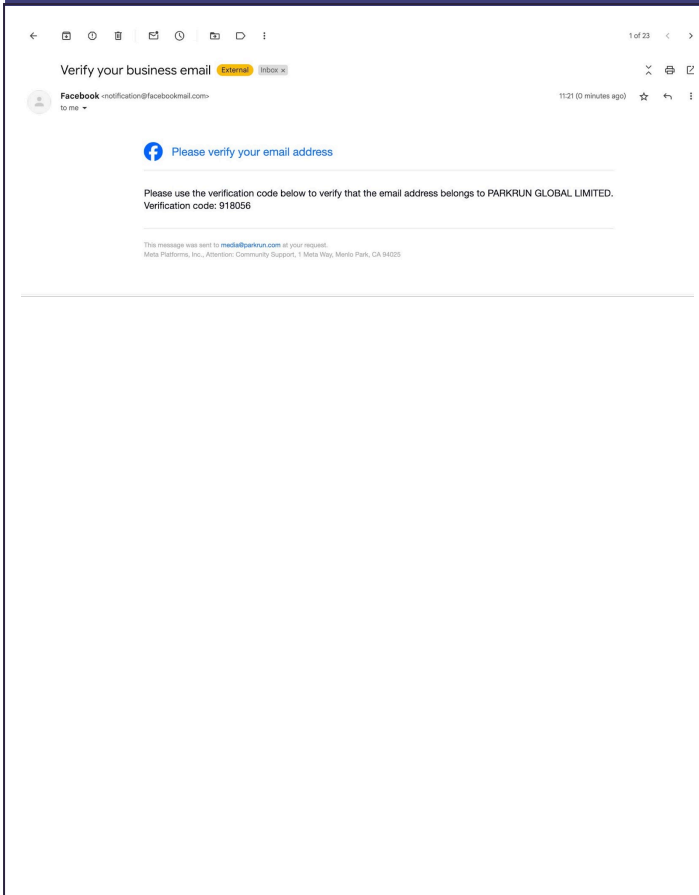 1 of 23
Verify your business email External Inbox x
Facebook <notification@facebookmail.com> 11:21 (0 minutes ago)
to me
Please verify your email address
Please use the verification code below to verify that the email address belongs to PARKRUN GLOBAL LIMITED.
Verification code: 918056
This message was sent to media@parkrun.com at your request.
Meta Platforms, Inc., Attention: Community Support, 1 Meta Way, Menlo Park, CA 94025